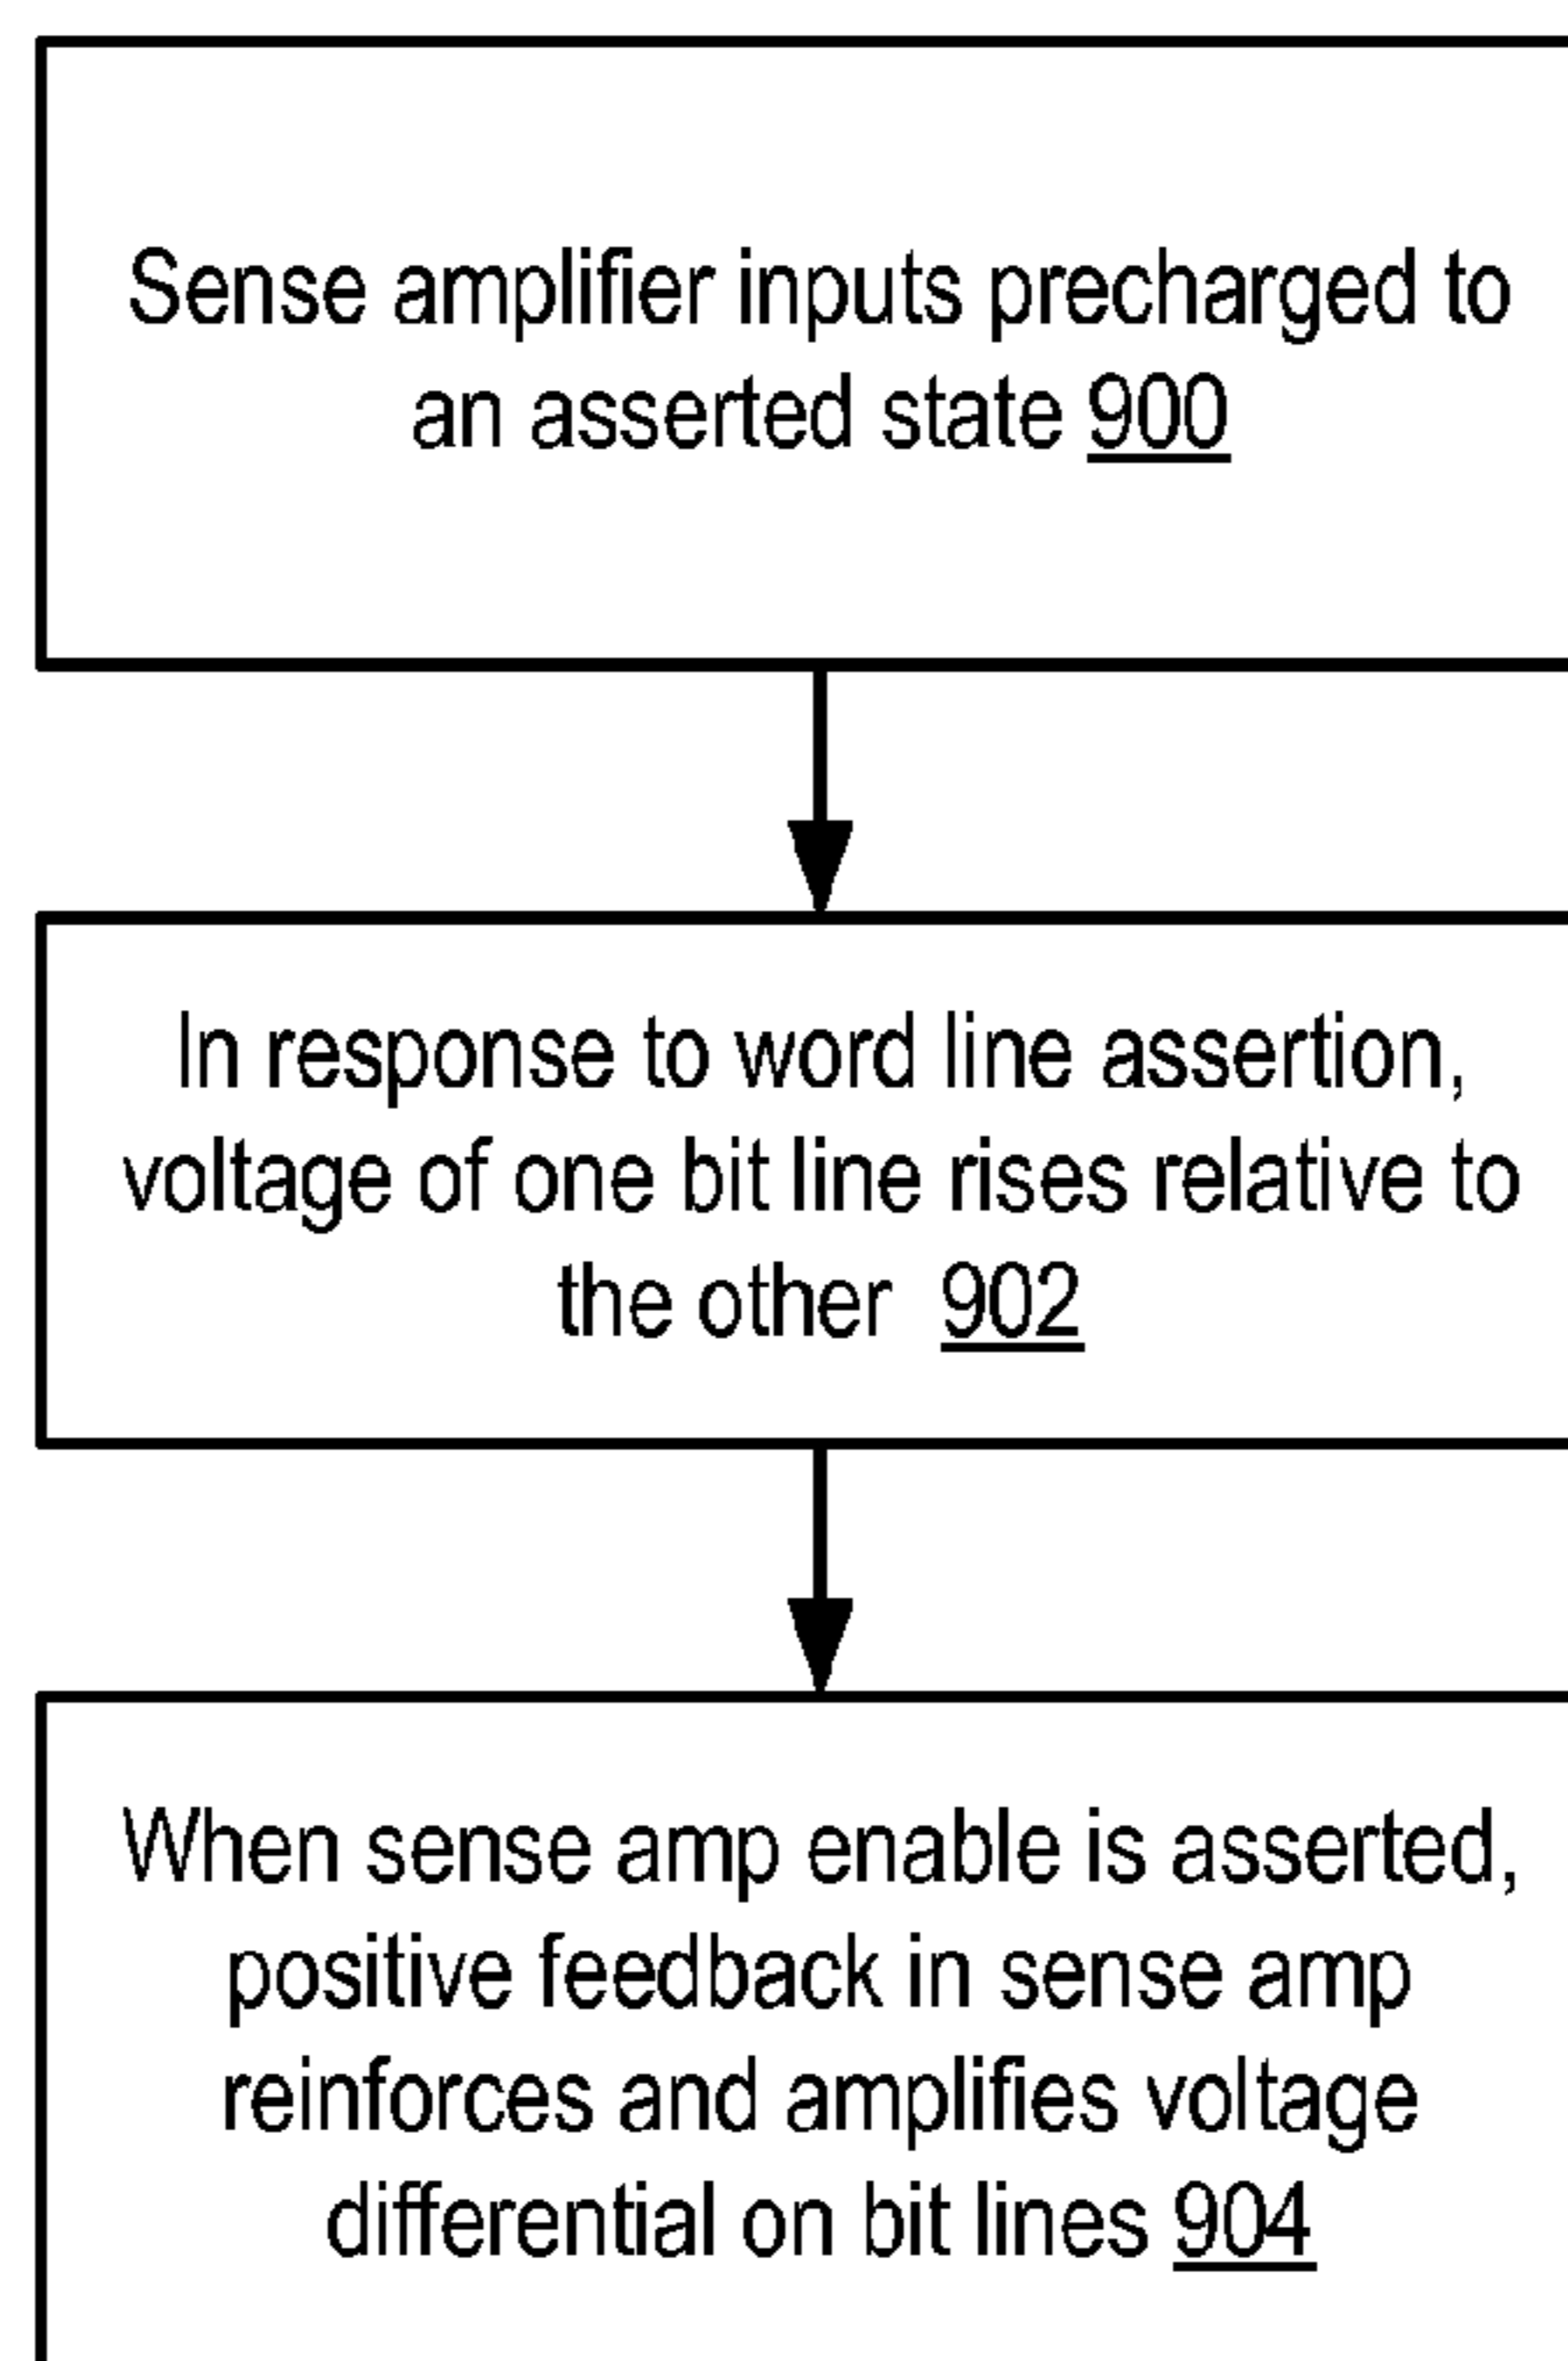 Sense amplifier inputs precharged to
an asserted state 900
In response to word line assertion,
voltage of one bit line rises relative to
the other 902
When sense amp enable is asserted,
positive feedback in sense amp
reinforces and amplifies voltage
differential on bit lines 904